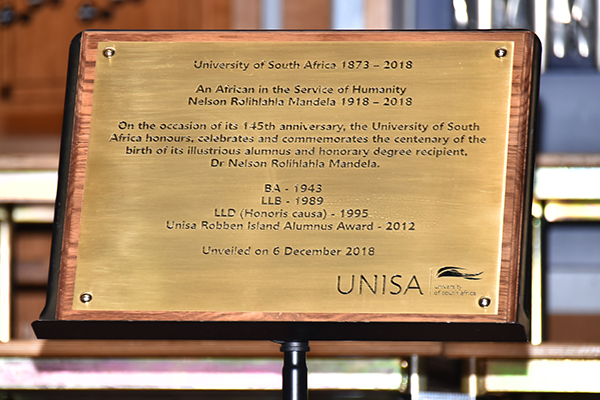 University of South Africa 1873 – 2018
An African in the Service of Humanity
Nelson Rolihlahla Mandela 1918 – 2018
On the occasion of its 145th anniversary, the University of South
Africa honours, celebrates and commemorates the centenary of the
birth of its illustrious alumnus and honorary degree recipient,
Dr Nelson Rolihlahla Mandela.
BA - 1943
LLB - 1989
LLD (Honoris causa) - 1995
Unisa Robben Island Alumnus Award - 2012
Unveiled on 6 December 2018
UNISA
university
of south africa